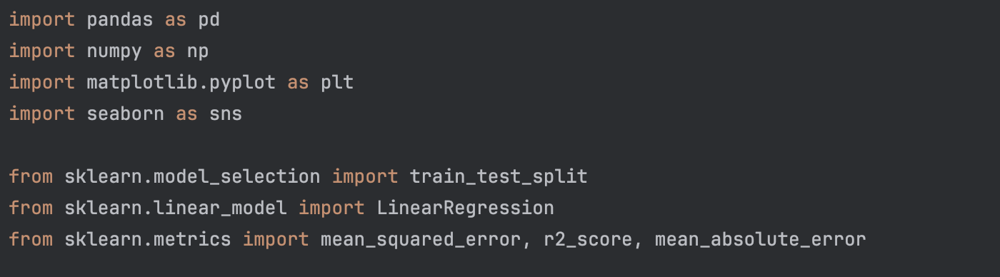 import pandas as pd
import numpy as np
import matplotlib.pyplot as plt
import seaborn as sns
from sklearn.model_selection import train_test_split
from sklearn.linear_model import LinearRegression
from sklearn.metrics import mean_squared_error, r2_score, mean_absolute_error